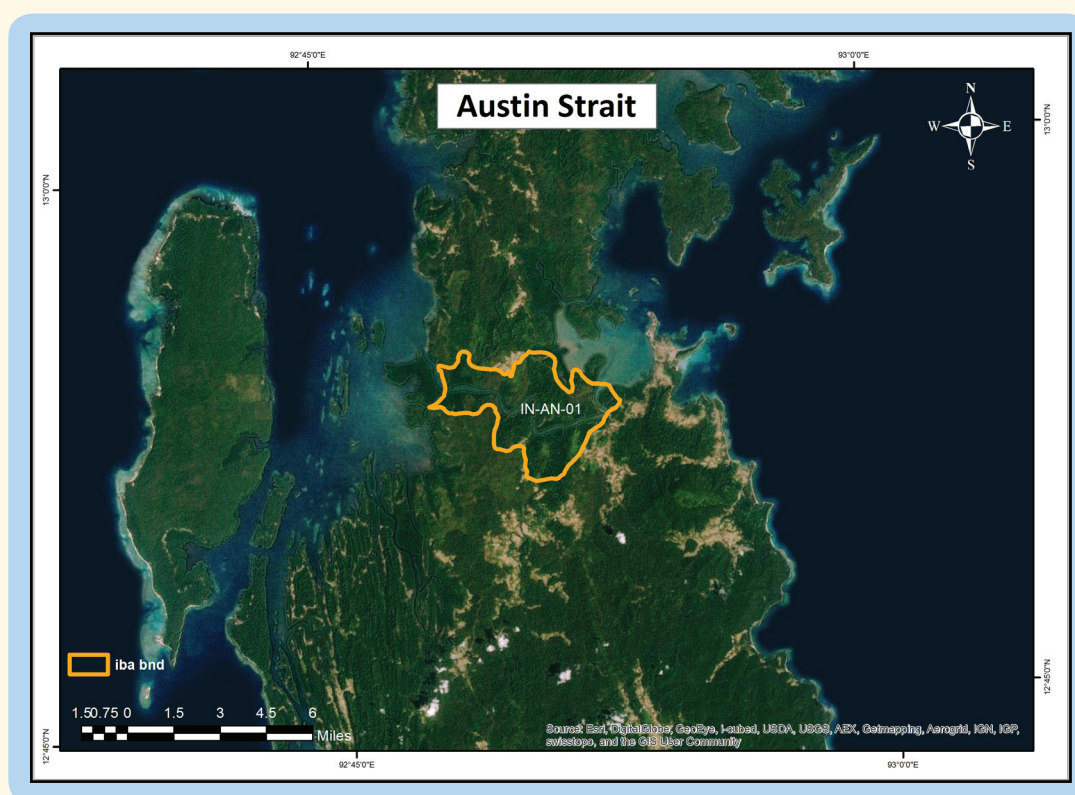 92°45'0"E
93°0'0"E
Austin Strait
N
W
E
S
13°0'0"N
13°0'0"N
IN-AN-01
iba bnd
1.5 0.75 0 1.5 3 4.5 6
Miles
Source: Esri, DigitalGlobe, GeoEye, i-cubed, USDA, USGS, AEX, Getmapping, Aerogrid, IGN, IGP,
swisstopo, and the GIS User Community
12°45'0"N
12°45'0"N
92°45'0"E
93°0'0"E